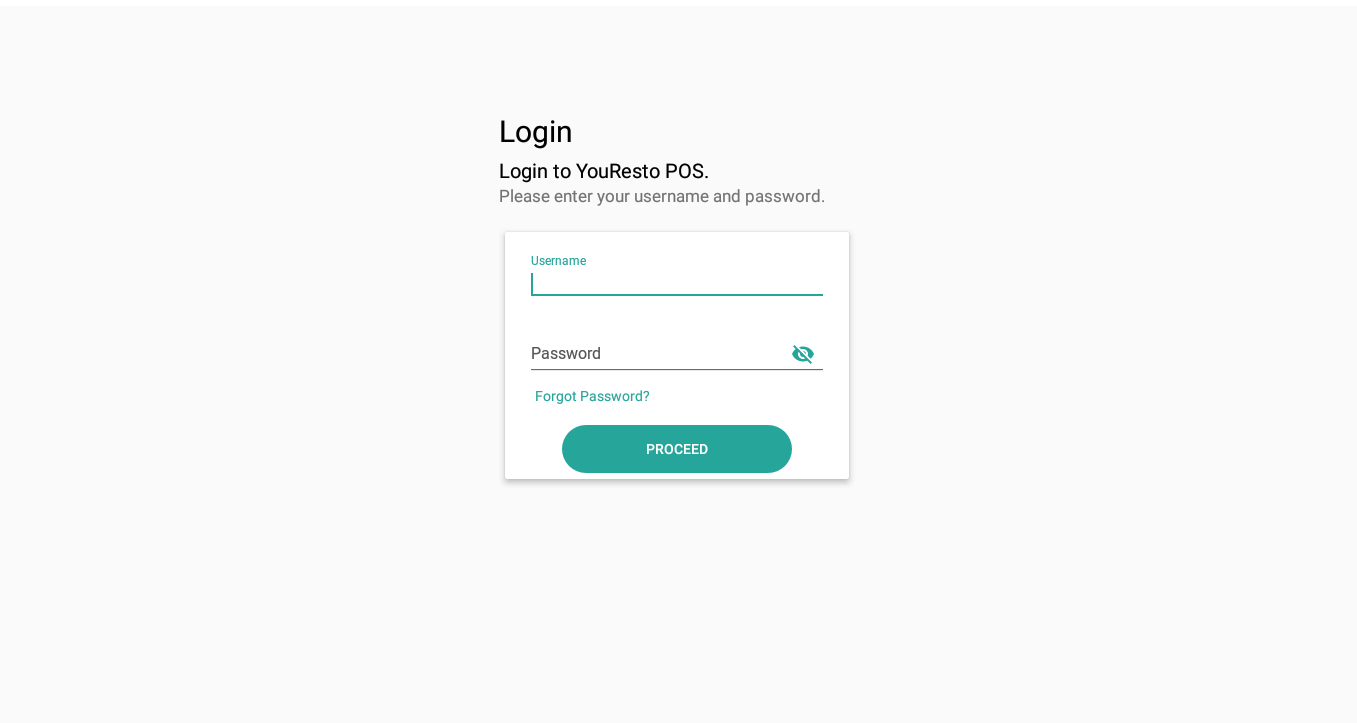 Login
Login to YouResto POS.
Please enter your username and password.
Username
Password
Forgot Password?
PROCEED